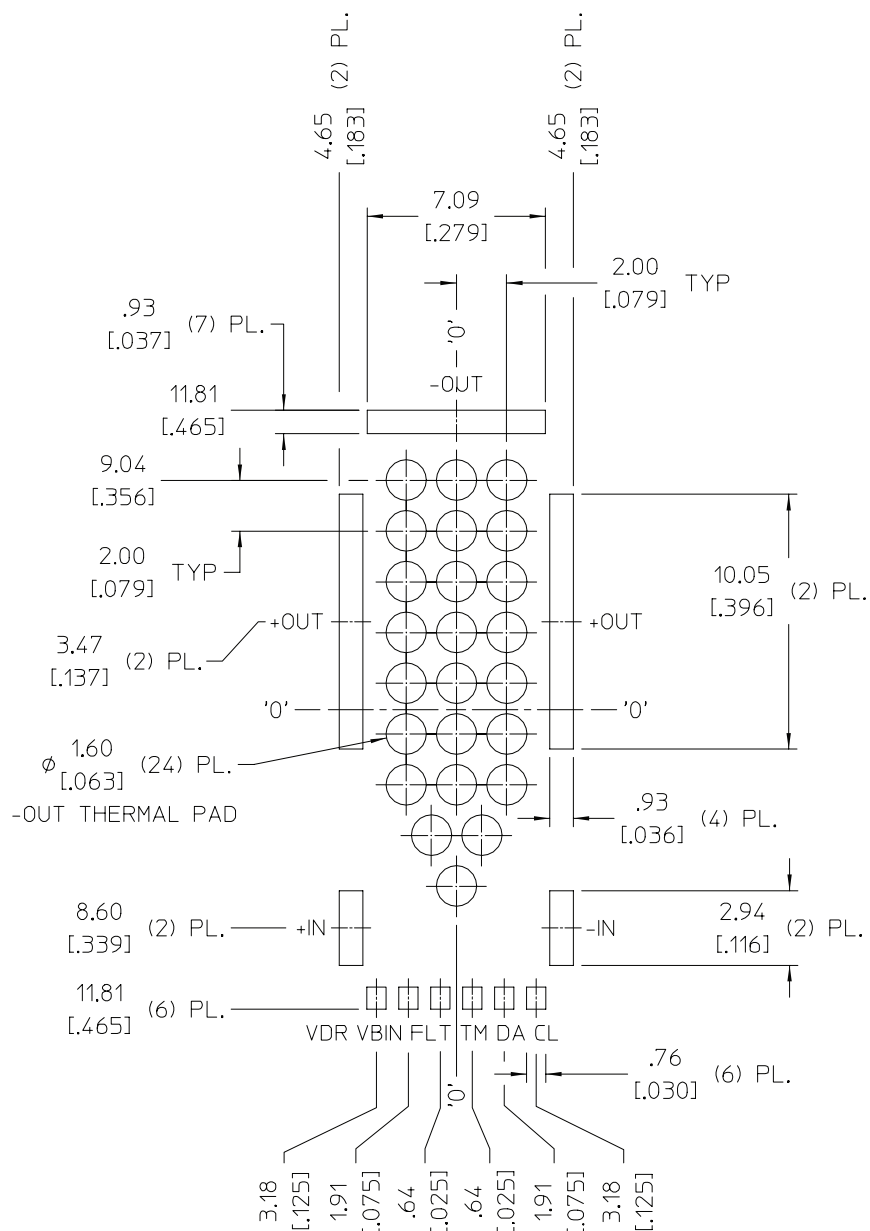 4.65 (2) PL.
[.183]
4.65 (2) PL.
[.183]
7.09
[.279]
2.00 TYP
[.079]
.93 (7) PL.
[.037]
'0'
-OUT
11.81
[.465]
9.04
[.356]
2.00 TYP
[.079]
10.05 (2) PL.
[.396]
+OUT
+OUT
3.47 (2) PL.
[.137]
'0'
'0'
ϕ 1.60 (24) PL.
[.063]
-OUT THERMAL PAD
.93 (4) PL.
[.036]
8.60 (2) PL.
[.339]
+IN
-IN
2.94 (2) PL.
[.116]
11.81 (6) PL.
[.465]
VDR VBIN FLT TM DA CL
.76 (6) PL.
[.030]
'0'
3.18
[.125]
1.91
[.075]
.64
[.025]
.64
[.025]
1.91
[.075]
3.18
[.125]